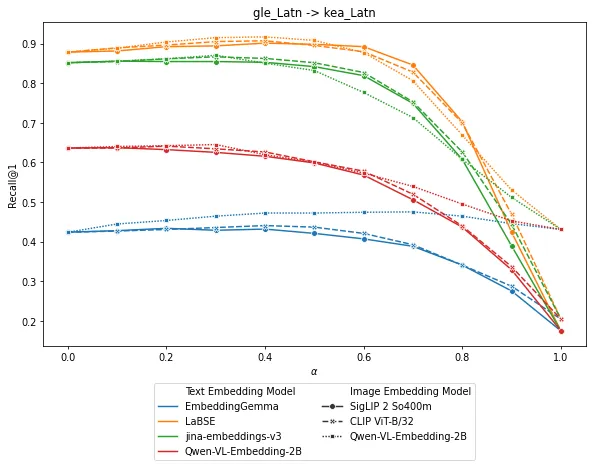 gle_Latn -> kea_Latn
Recall@1
0.9
0.8
0.7
0.6
0.5
0.4
0.3
0.2
0.0
0.2
0.4
0.6
0.8
1.0
α
Text Embedding Model
EmbeddingGemma
LaBSE
jina-embeddings-v3
Qwen-VL-Embedding-2B
Image Embedding Model
SigLIP 2 So400m
CLIP ViT-B/32
Qwen-VL-Embedding-2B